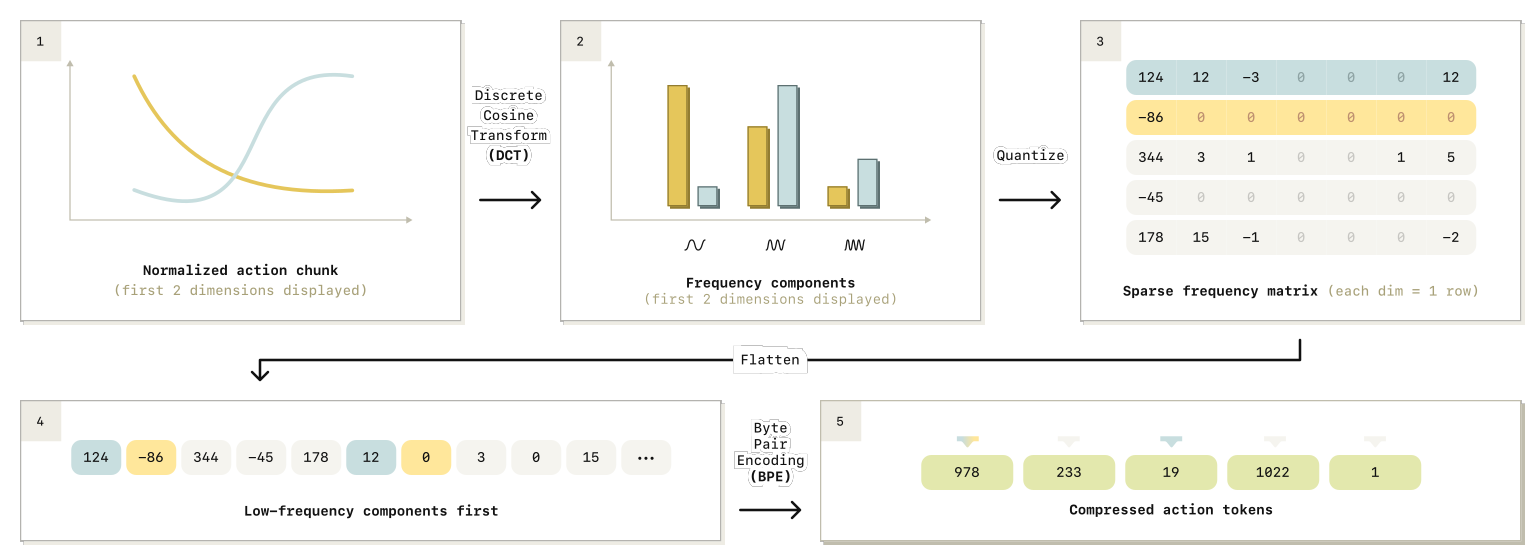 1
Normalized action chunk
(first 2 dimensions displayed)
Discrete
Cosine
Transform
(DCT)
2
Frequency components
(first 2 dimensions displayed)
Quantize
3
124 12 −3 0 0 0 12
−86 0 0 0 0 0 0
344 3 1 0 0 1 5
−45 0 0 0 0 0 0
178 15 −1 0 0 0 −2
Sparse frequency matrix (each dim = 1 row)
Flatten
4
124 −86 344 −45 178 12 0 3 0 15 ...
Low−frequency components first
Byte
Pair
Encoding
(BPE)
5
978 233 19 1022 1
Compressed action tokens